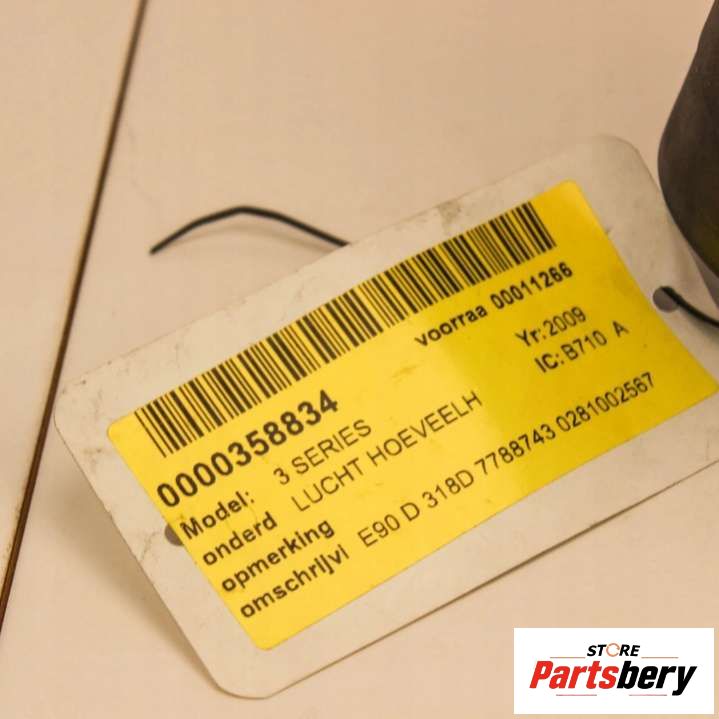 0000358834
voorraa 00011266
Model: 3 SERIES Yr: 2009
onderd LUCHT HOEVEELH IC: B710 A
opmerking
omschrijvi E90 D 318D 7788743 0281002567
STORE
Partsbery